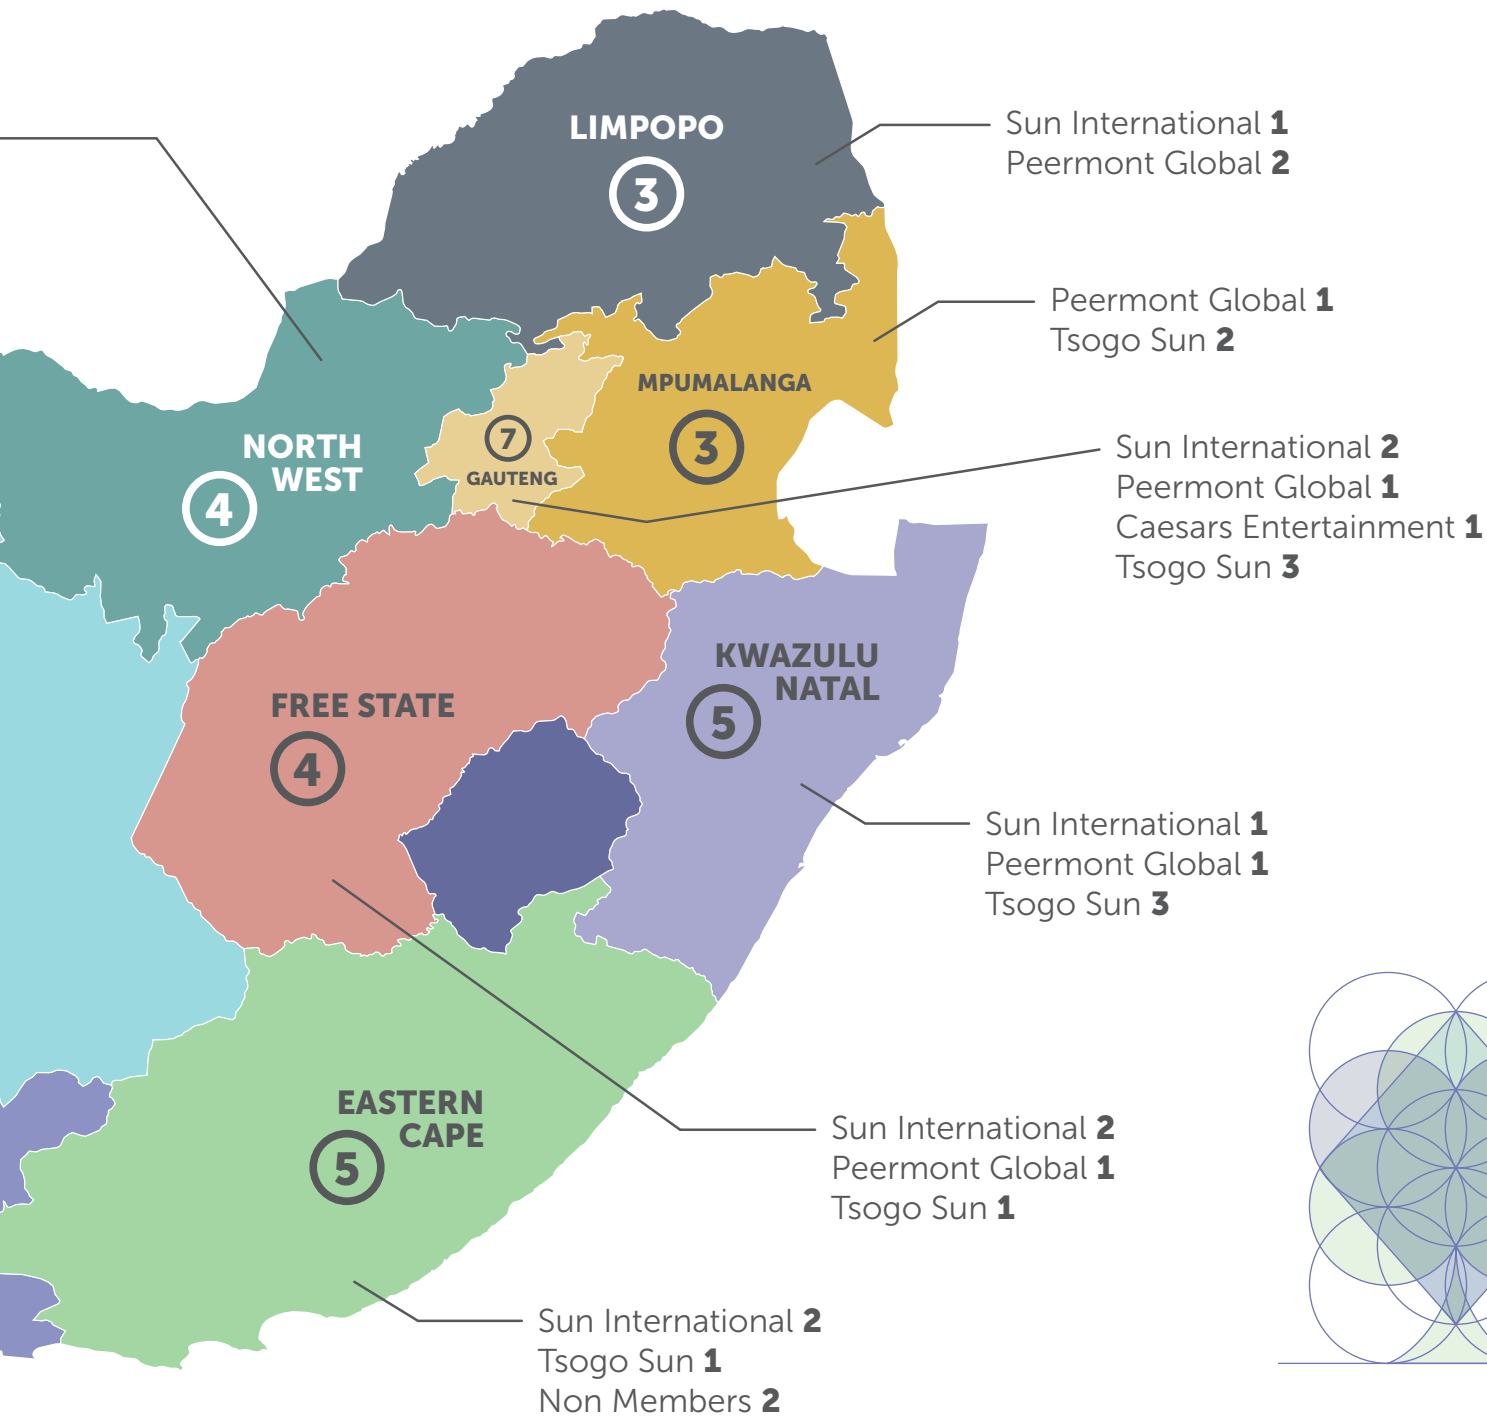 LIMPOPO
3
Sun International 1
Peermont Global 2
Peermont Global 1
Tsogo Sun 2
MPUMALANGA
3
NORTH
WEST
4
7
GAUTENG
Sun International 2
Peermont Global 1
Caesars Entertainment 1
Tsogo Sun 3
KWAZULU
NATAL
5
FREE STATE
4
Sun International 1
Peermont Global 1
Tsogo Sun 3
EASTERN
CAPE
5
Sun International 2
Peermont Global 1
Tsogo Sun 1
Sun International 2
Tsogo Sun 1
Non Members 2